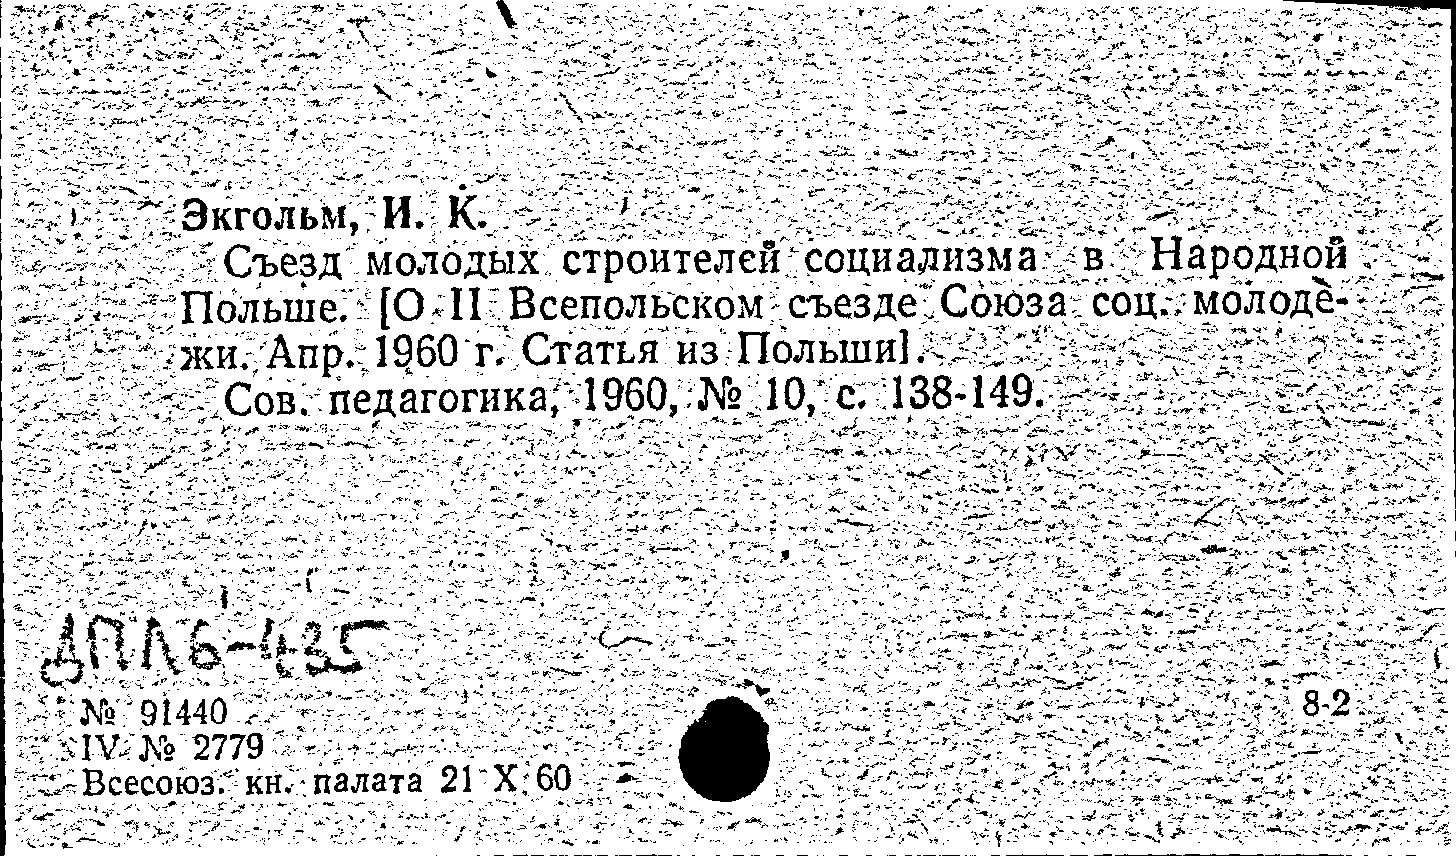 Экгольм, И. К.
Съезд молодых строителей социализма в Народной
Польше. [О II Всепольском съезде Союза соц. молоде-
жи. Апр. 1960 г. Статья из Польши].
Сов. педагогика, 1960, № 10, с. 138-149.
№ 91440
8-2
IV № 2779
Всесоюз. кн. палата 21 X 60